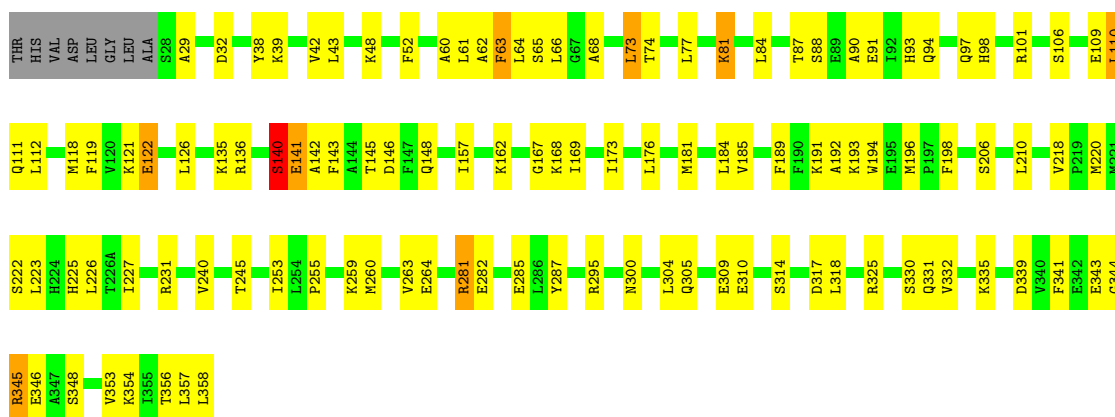 THR HIS VAL ASP LEU GLY LEU ALA S28 A29 D32 Y38 K39 V42 L43 K48 F52 A60 L61 A62 F63 L64 S65 L66 G67 A68 L73 T74 L77 K81 L84 T87 S88 E89 A90 E91 I92 H93 Q94 Q97 H98 R101 S106 E109 L110
Q111 L112 M118 F119 V120 K121 E122 L126 K135 R136 S140 E141 A142 F143 A144 T145 D146 F147 Q148 I157 K162 G167 K168 I169 I173 L176 M181 L184 V185 F189 F190 K191 A192 K193 W194 E195 M196 P197 F198 S206 L210 V218 P219 M220 M221
S222 L223 H224 H225 L226 T226A I227 R231 V240 T245 I253 L254 P255 K259 M260 V263 E264 R281 E282 E285 L286 Y287 R295 N300 L304 Q305 E309 E310 S314 D317 L318 R325 S330 Q331 V332 K335 D339 V340 F341 E342 E343 G344
R345 E346 A347 S348 V353 K354 I355 T356 L357 L358